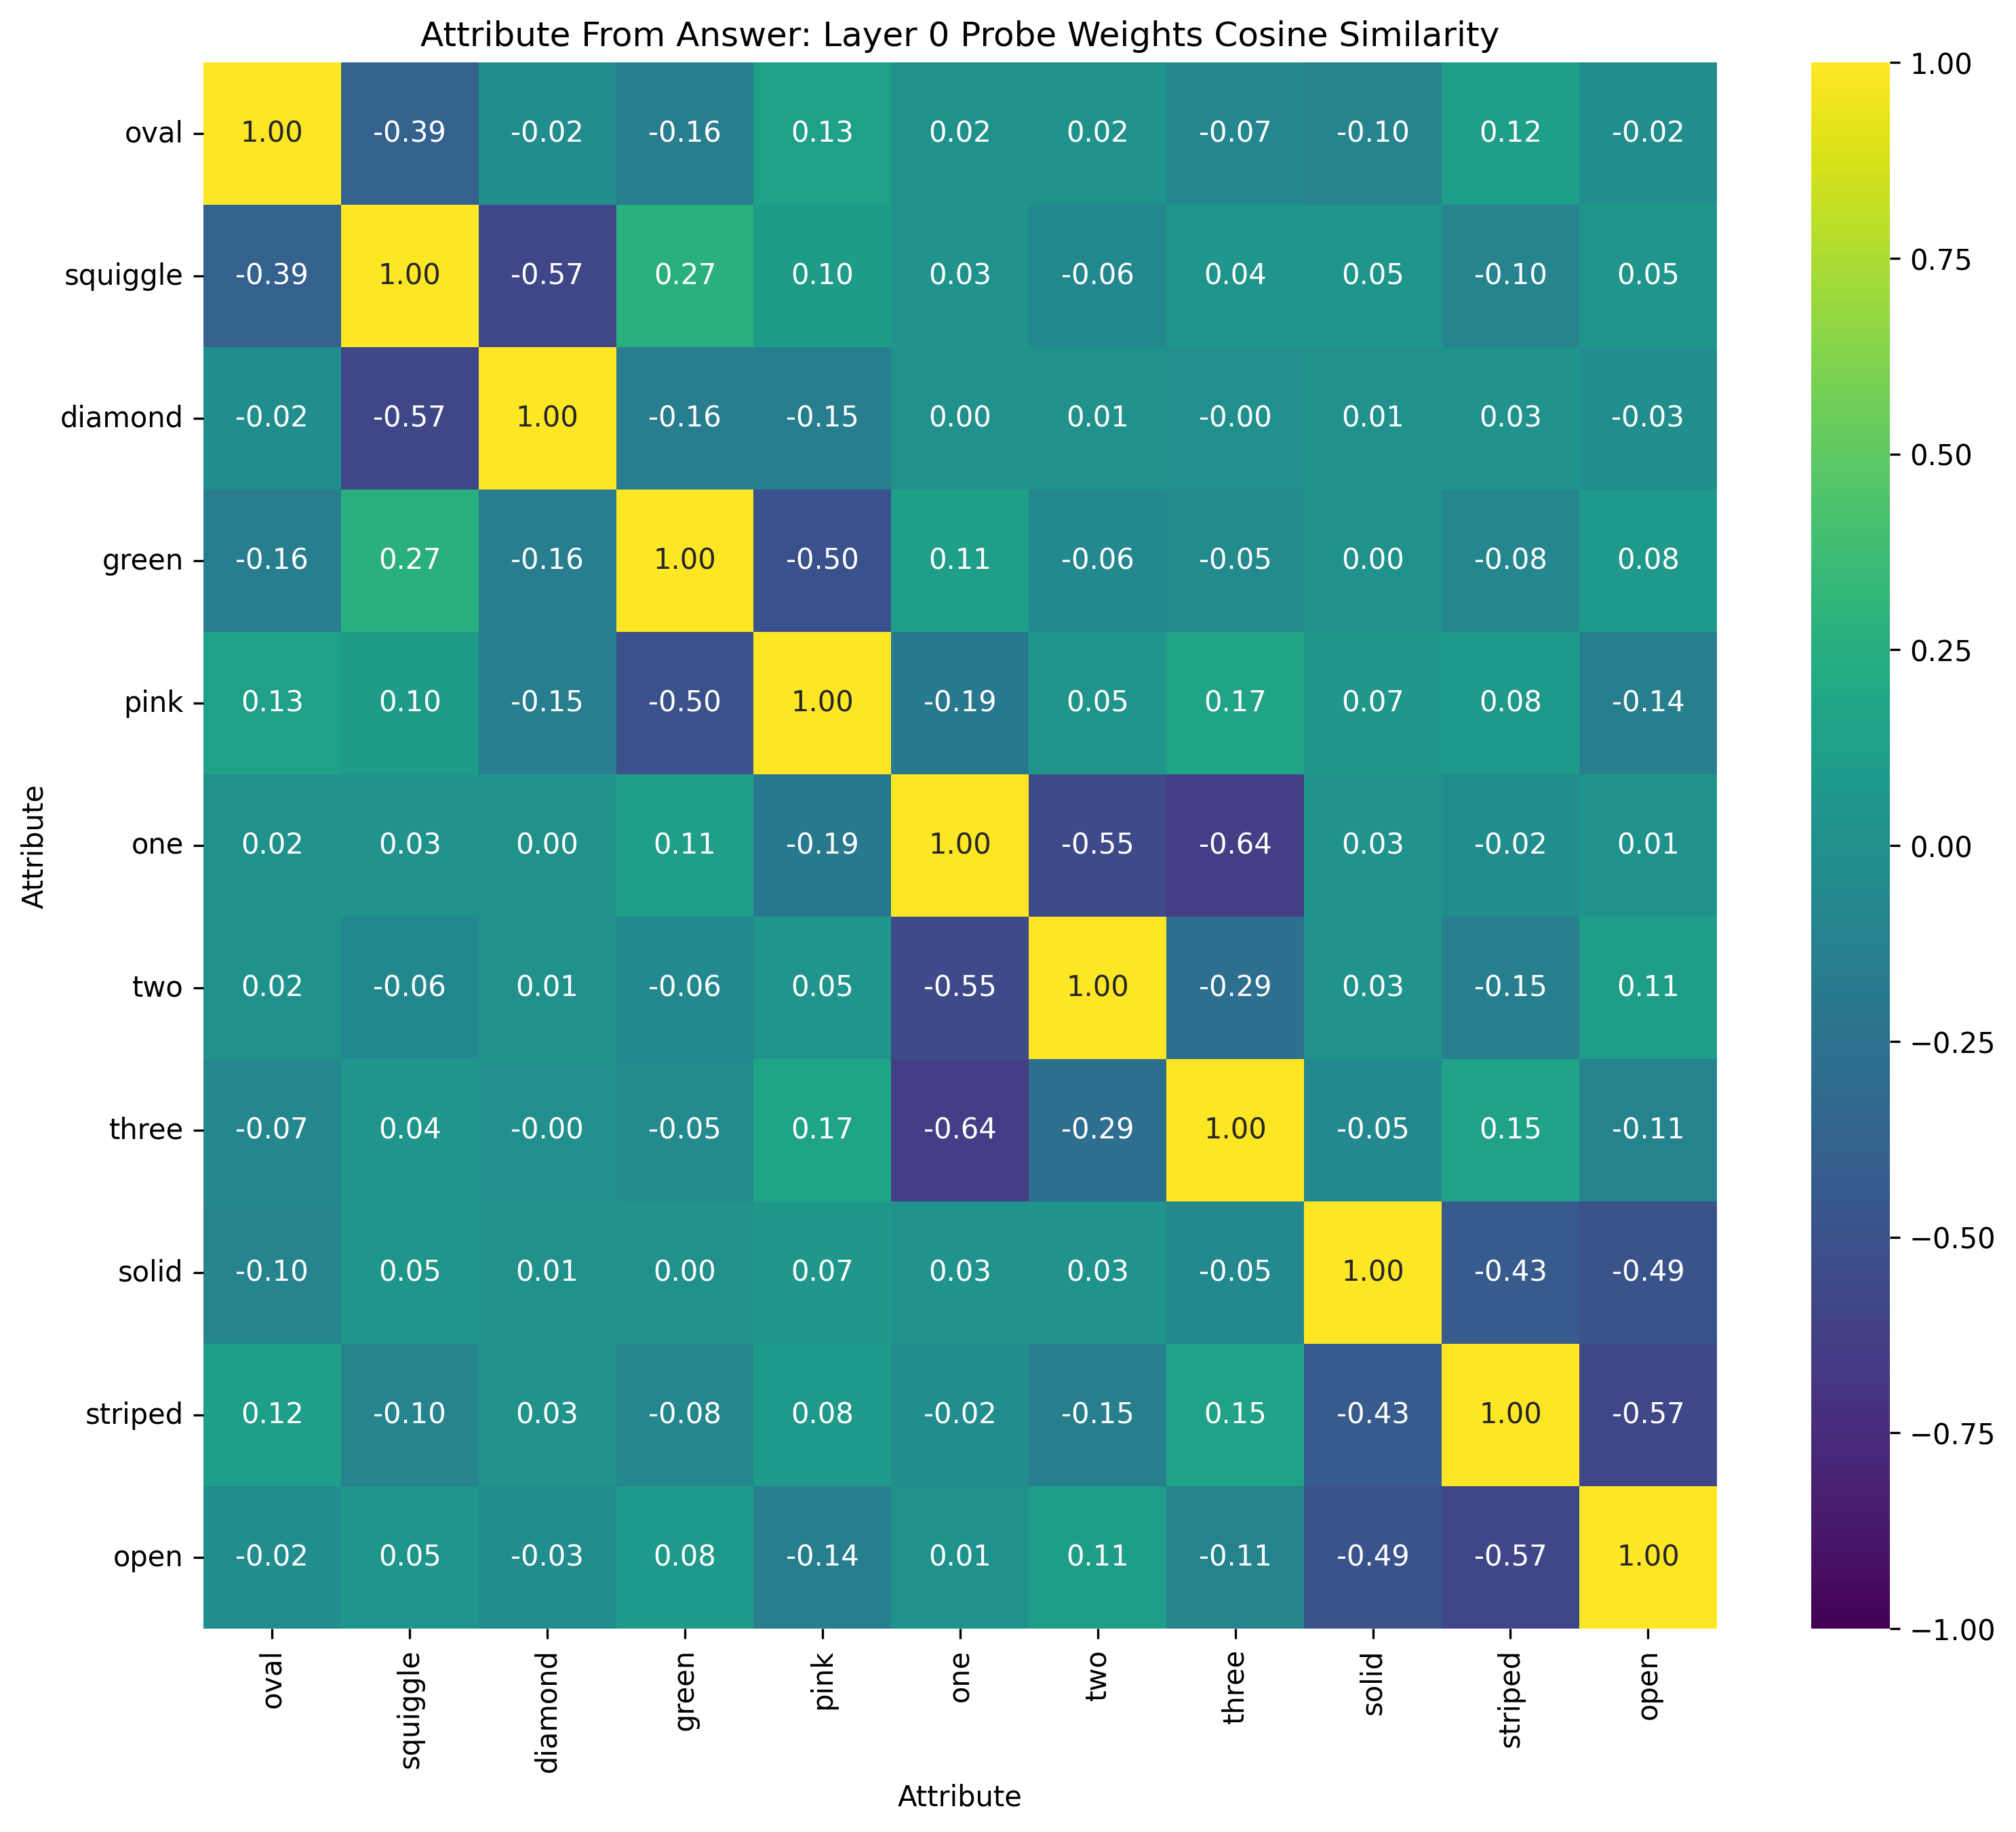 Attribute From Answer: Layer 0 Probe Weights Cosine Similarity
oval 1.00 -0.39 -0.02 -0.16 0.13 0.02 0.02 -0.07 -0.10 0.12 -0.02
squiggle -0.39 1.00 -0.57 0.27 0.10 0.03 -0.06 0.04 0.05 -0.10 0.05
diamond -0.02 -0.57 1.00 -0.16 -0.15 0.00 0.01 -0.00 0.01 0.03 -0.03
green -0.16 0.27 -0.16 1.00 -0.50 0.11 -0.06 -0.05 0.00 -0.08 0.08
pink 0.13 0.10 -0.15 -0.50 1.00 -0.19 0.05 0.17 0.07 0.08 -0.14
one 0.02 0.03 0.00 0.11 -0.19 1.00 -0.55 -0.64 0.03 -0.02 0.01
two 0.02 -0.06 0.01 -0.06 0.05 -0.55 1.00 -0.29 0.03 -0.15 0.11
three -0.07 0.04 -0.00 -0.05 0.17 -0.64 -0.29 1.00 -0.05 0.15 -0.11
solid -0.10 0.05 0.01 0.00 0.07 0.03 0.03 -0.05 1.00 -0.43 -0.49
striped 0.12 -0.10 0.03 -0.08 0.08 -0.02 -0.15 0.15 -0.43 1.00 -0.57
open -0.02 0.05 -0.03 0.08 -0.14 0.01 0.11 -0.11 -0.49 -0.57 1.00
oval squiggle diamond green pink one two three solid striped open
Attribute
Attribute
1.00
0.75
0.50
0.25
0.00
−0.25
−0.50
−0.75
−1.00